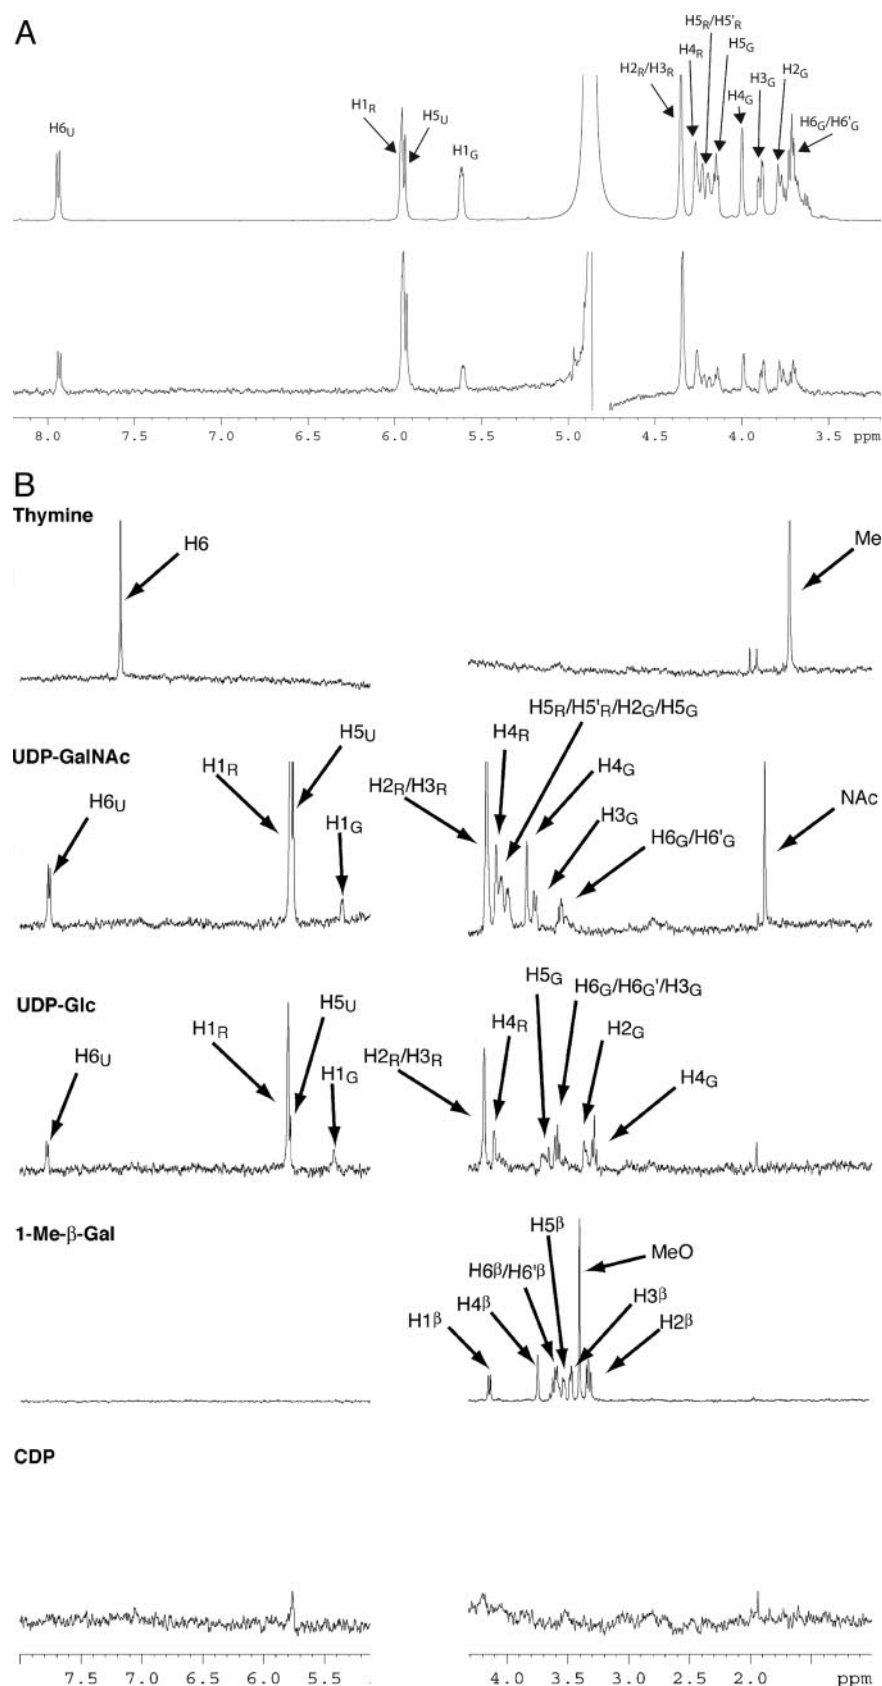 A
H6U
H1R
H5U
H1G
H2R/H3R
H4R
H5R/H5'R
H5G
H4G
H3G
H2G
H6G/H6'G
8.0 7.5 7.0 6.5 6.0 5.5 5.0 4.5 4.0 3.5 ppm
B
Thymine
H6
Me
UDP-GalNAc
H6U
H1R
H5U
H1G
H2R/H3R
H4R
H5R/H5'R/H2G/H5G
H4G
H3G
H6G/H6'G
NAc
UDP-Glc
H6U
H1R
H5U
H1G
H2R/H3R
H4R
H5G
H6G/H6G'/H3G
H2G
H4G
1-Me-β-Gal
H1β
H4β
H6β/H6'β
H5β
MeO
H3β
H2β
CDP
7.5 7.0 6.5 6.0 5.5 4.0 3.5 3.0 2.5 2.0 ppm